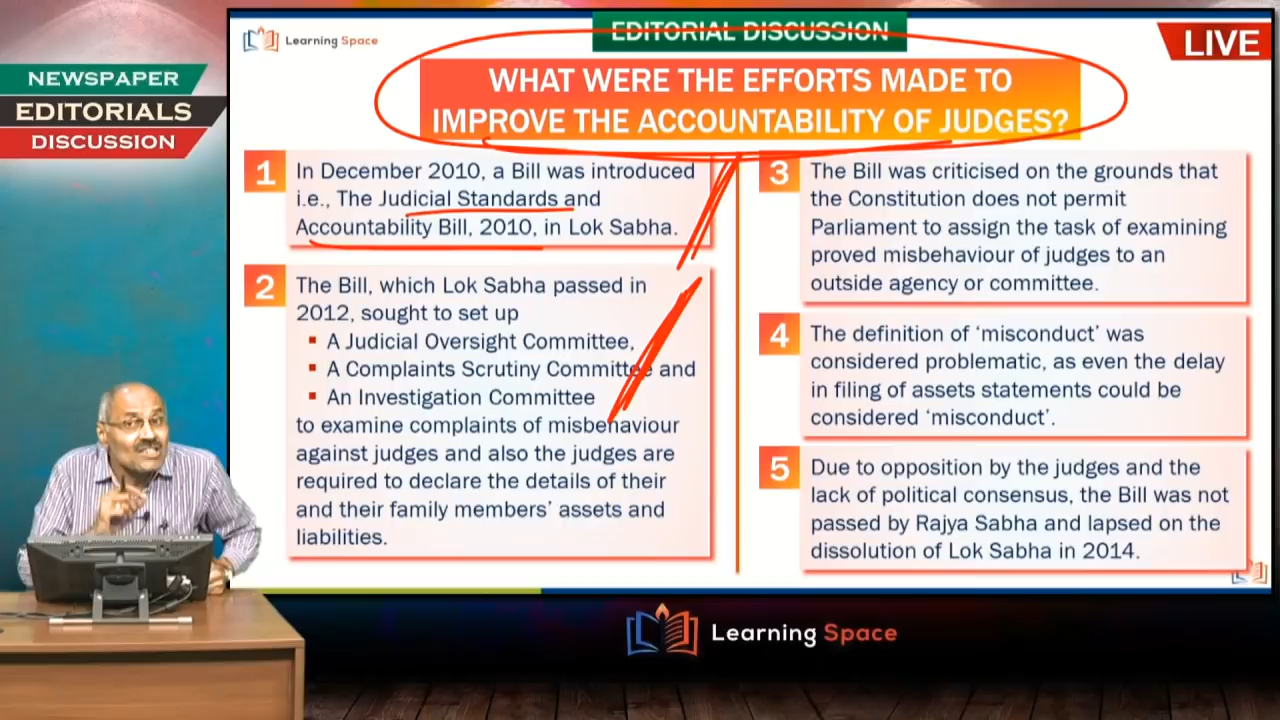 NEWSPAPER
EDITORIALS
DISCUSSION
Learning Space
EDITORIAL DISCUSSION
LIVE
WHAT WERE THE EFFORTS MADE TO
IMPROVE THE ACCOUNTABILITY OF JUDGES?
1
In December 2010, a Bill was introduced
i.e., The Judicial Standards and
Accountability Bill, 2010, in Lok Sabha.
2
The Bill, which Lok Sabha passed in
2012, sought to set up
▪ A Judicial Oversight Committee,
▪ A Complaints Scrutiny Committee and
▪ An Investigation Committee
to examine complaints of misbehaviour
against judges and also the judges are
required to declare the details of their
and their family members’ assets and
liabilities.
3
The Bill was criticised on the grounds that
the Constitution does not permit
Parliament to assign the task of examining
proved misbehaviour of judges to an
outside agency or committee.
4
The definition of ‘misconduct’ was
considered problematic, as even the delay
in filing of assets statements could be
considered ‘misconduct’.
5
Due to opposition by the judges and the
lack of political consensus, the Bill was not
passed by Rajya Sabha and lapsed on the
dissolution of Lok Sabha in 2014.
Learning Space